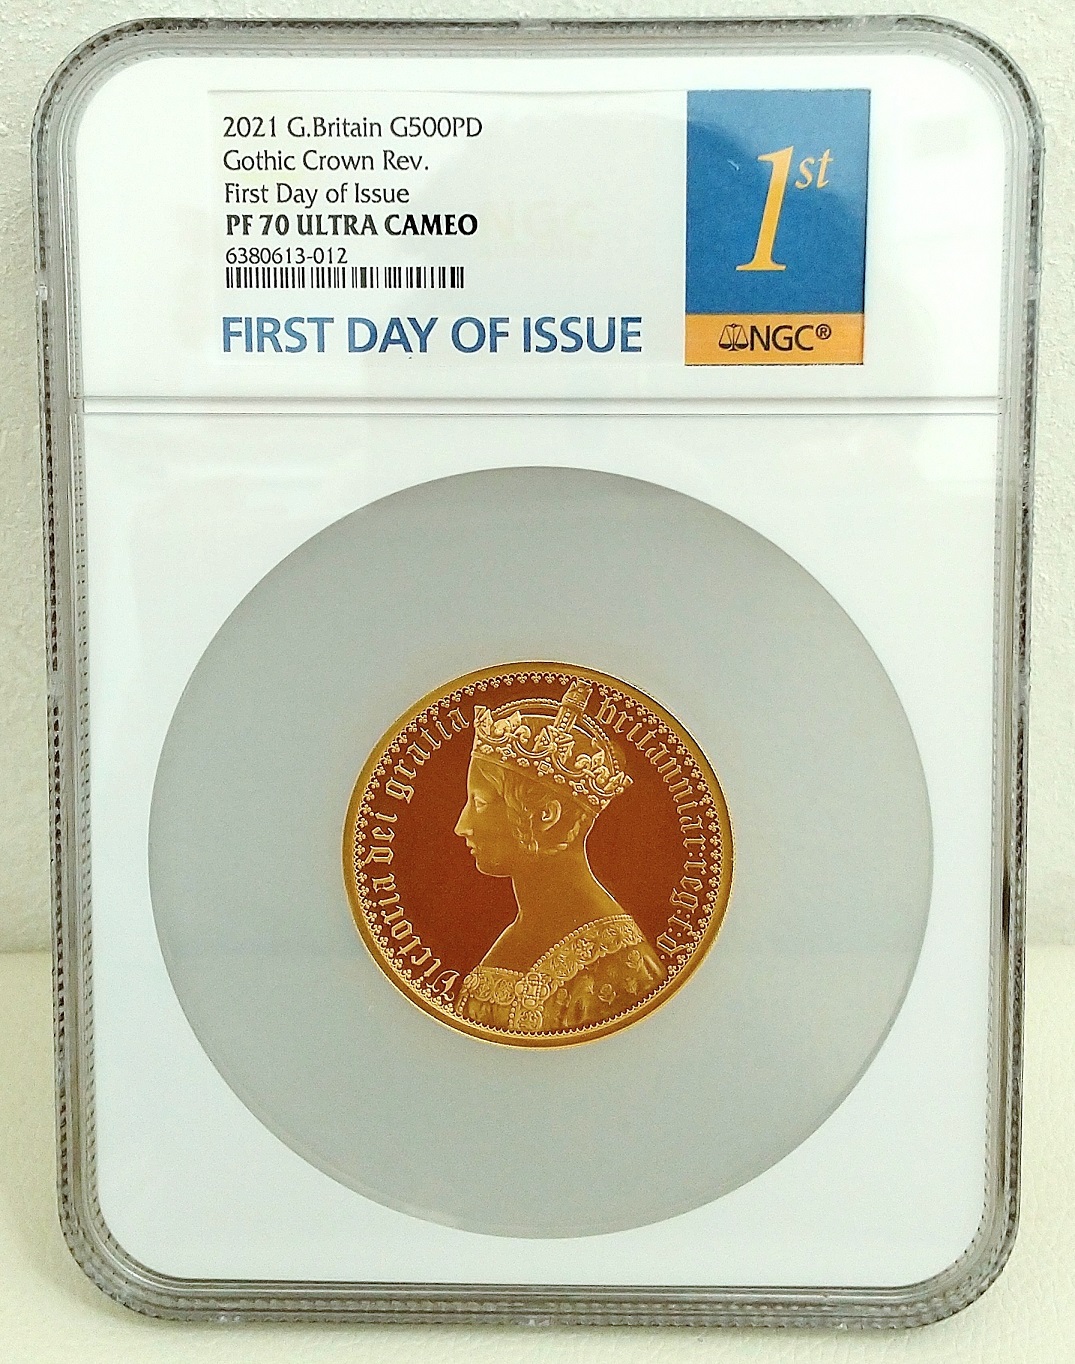 2021 G.Britain G500PD
Gothic Crown Rev.
First Day of Issue
PF 70 ULTRA CAMEO
6380613-012
FIRST DAY OF ISSUE
1st
NGC®
Victoria dei gratia britanniar:reg:f:d: